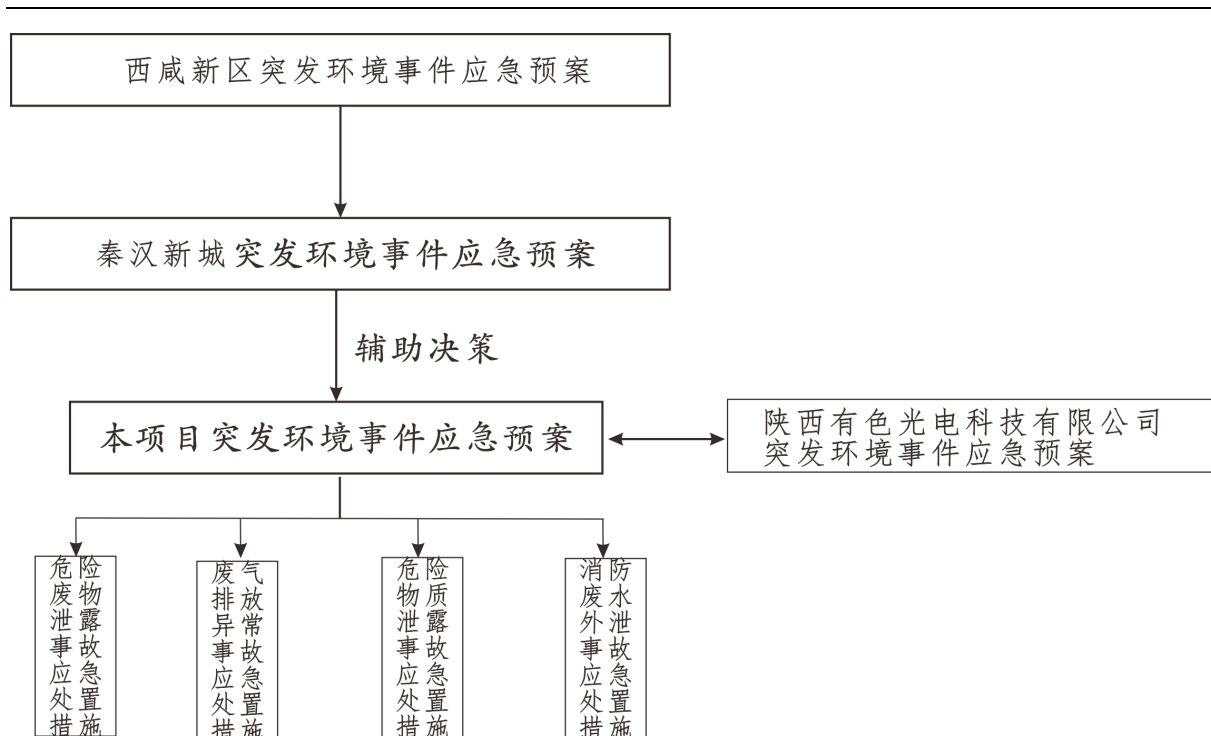 西咸新区突发环境事件应急预案
秦汉新城突发环境事件应急预案
辅助决策
本项目突发环境事件应急预案
陕西有色光电科技有限公司
突发环境事件应急预案
危险
废物
泄露
事故
应急
处置
措施
废气
排放
异常
事故
应急
处置
措施
危险
物质
泄露
事故
应急
处置
措施
消防
废水
外泄
事故
应急
处置
措施